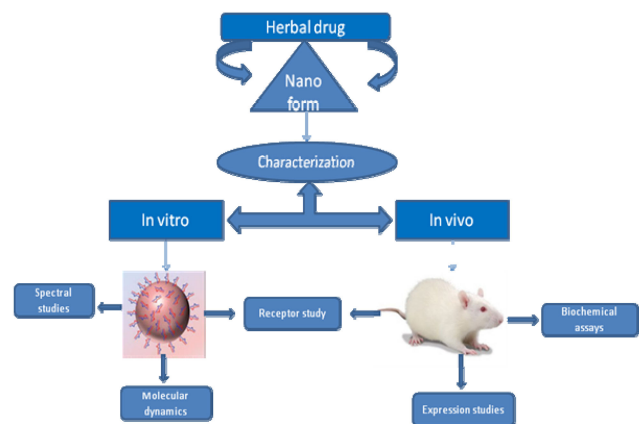 Herbal drug
Nano
form
Characterization
In vitro
In vivo
Spectral
studies
Receptor study
Biochemical
assays
Molecular
dynamics
Expression studies